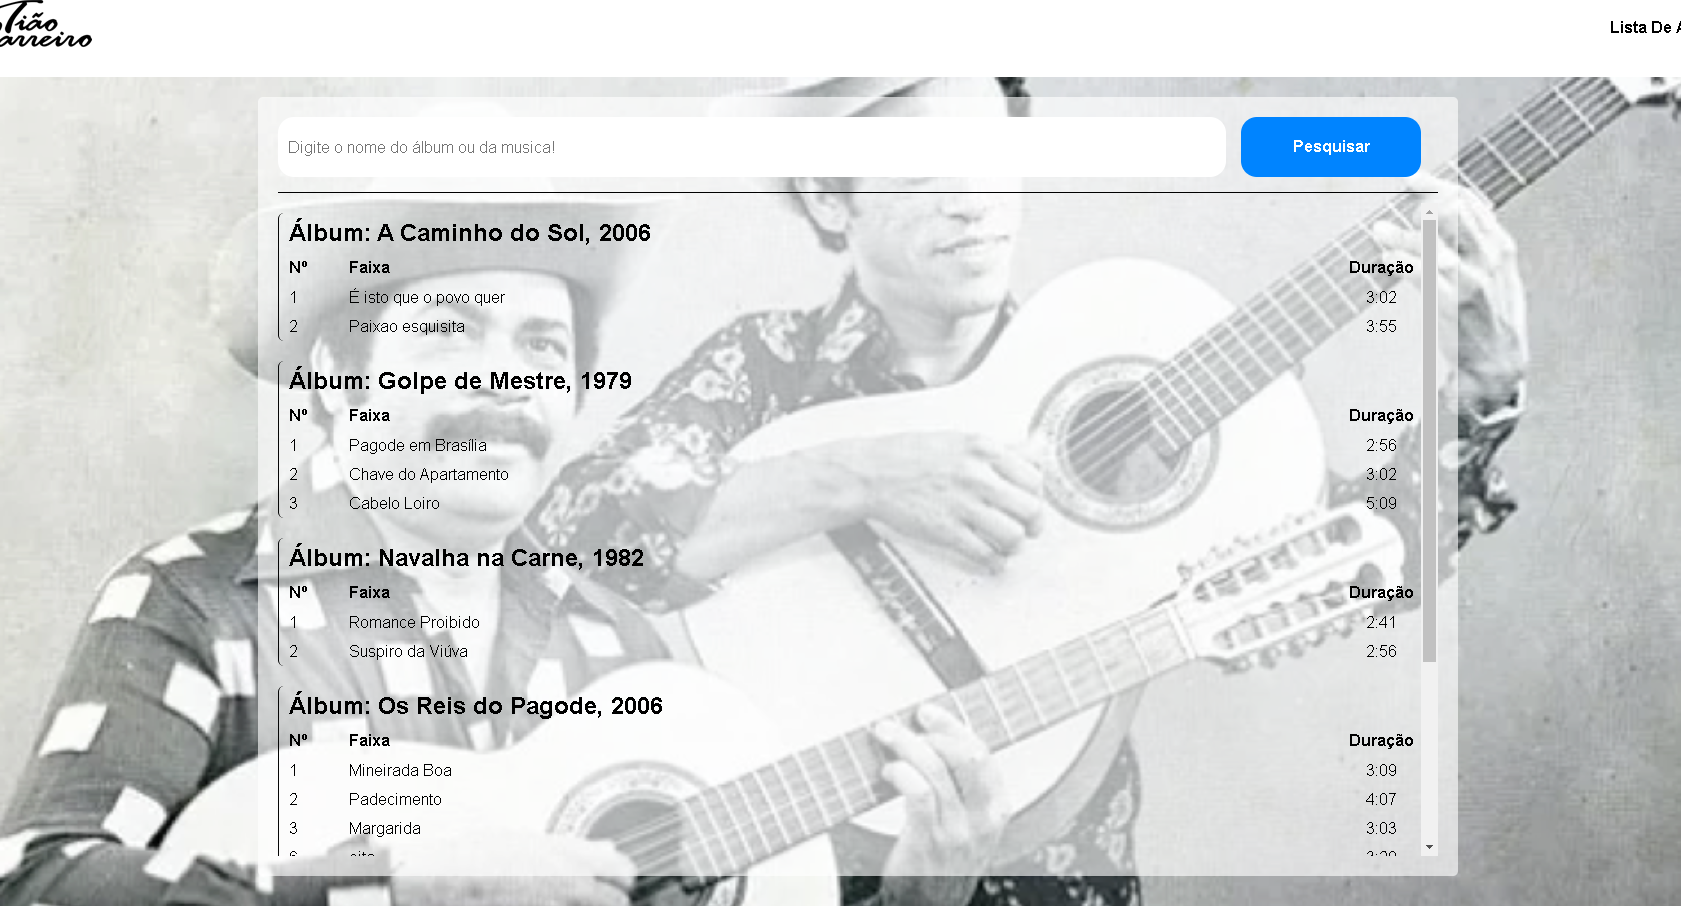 Tião
arreiro
Lista De
Digite o nome do álbum ou da musica!
Pesquisar
Álbum: A Caminho do Sol, 2006
Nº Faixa Duração
1 É isto que o povo quer 3:02
2 Paixao esquisita 3:55
Álbum: Golpe de Mestre, 1979
Nº Faixa Duração
1 Pagode em Brasília 2:56
2 Chave do Apartamento 3:02
3 Cabelo Loiro 5:09
Álbum: Navalha na Carne, 1982
Nº Faixa Duração
1 Romance Proibido 2:41
2 Suspiro da Viúva 2:56
Álbum: Os Reis do Pagode, 2006
Nº Faixa Duração
1 Mineirada Boa 3:09
2 Padecimento 4:07
3 Margarida 3:03